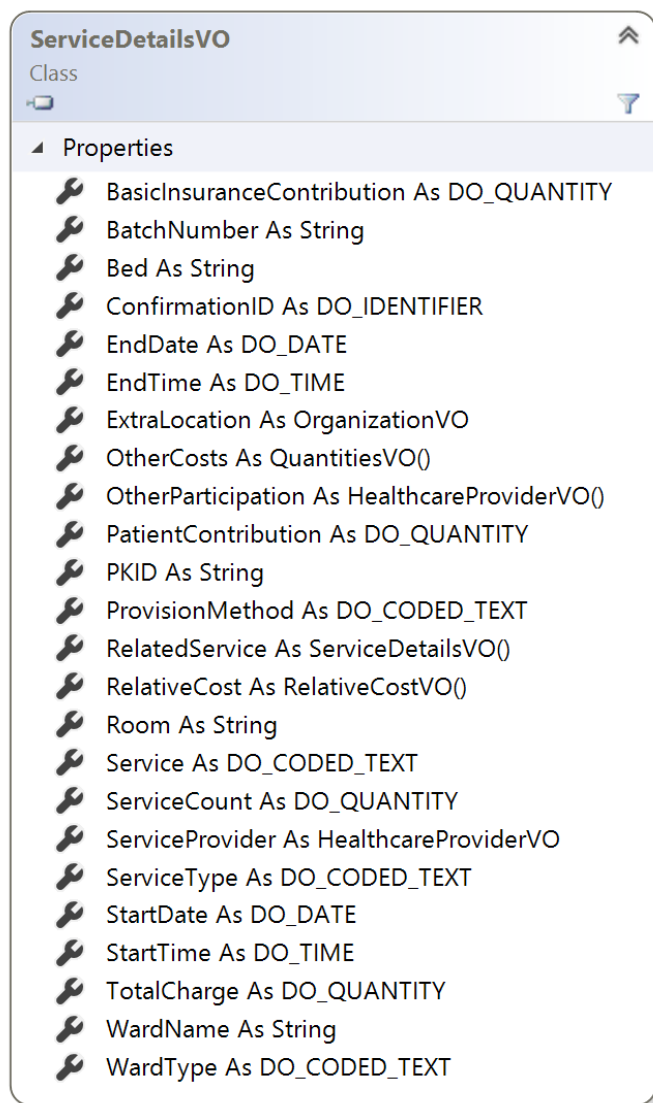 ServiceDetailsVO
Class
Properties
BasicInsuranceContribution As DO_QUANTITY
BatchNumber As String
Bed As String
ConfirmationID As DO_IDENTIFIER
EndDate As DO_DATE
EndTime As DO_TIME
ExtraLocation As OrganizationVO
OtherCosts As QuantitiesVO()
OtherParticipation As HealthcareProviderVO()
PatientContribution As DO_QUANTITY
PKID As String
ProvisionMethod As DO_CODED_TEXT
RelatedService As ServiceDetailsVO()
RelativeCost As RelativeCostVO()
Room As String
Service As DO_CODED_TEXT
ServiceCount As DO_QUANTITY
ServiceProvider As HealthcareProviderVO
ServiceType As DO_CODED_TEXT
StartDate As DO_DATE
StartTime As DO_TIME
TotalCharge As DO_QUANTITY
WardName As String
WardType As DO_CODED_TEXT